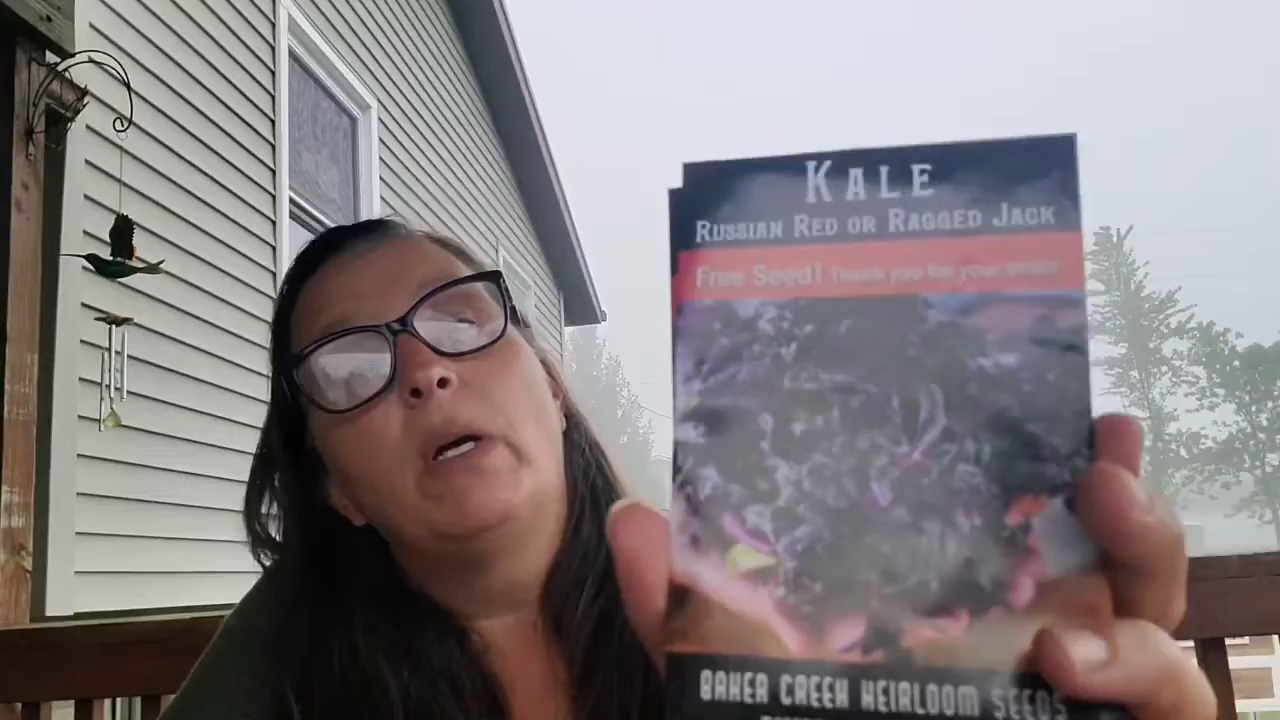 KALE
RUSSIAN RED OR RAGGED JACK
Free Seed! Thank you for your order
BAKER CREEK HEIRLOOM SEEDS